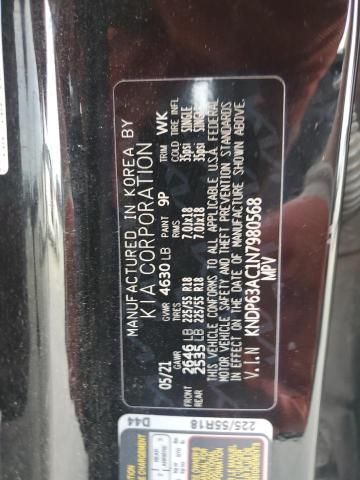 MANUFACTURED IN KOREA BY
KIA CORPORATION
05/21 GVWR 4630 LB PAINT 9P TRIM WK
GAWR TIRE RIM COLD TIRE INFL
FRONT 2646 LB 225/55 R18 7.0Jx18 35psi SINGLE
REAR 2535 LB 225/55 R18 7.0Jx18 35psi SINGLE
THIS VEHICLE CONFORMS TO ALL APPLICABLE U.S.A. FEDERAL
MOTOR VEHICLE SAFETY AND THEFT PREVENTION STANDARDS
IN EFFECT ON THE DATE OF MANUFACTURE SHOWN ABOVE.
V.I.N KNDP63AC1N7980568
MPV
D44
225/55R18